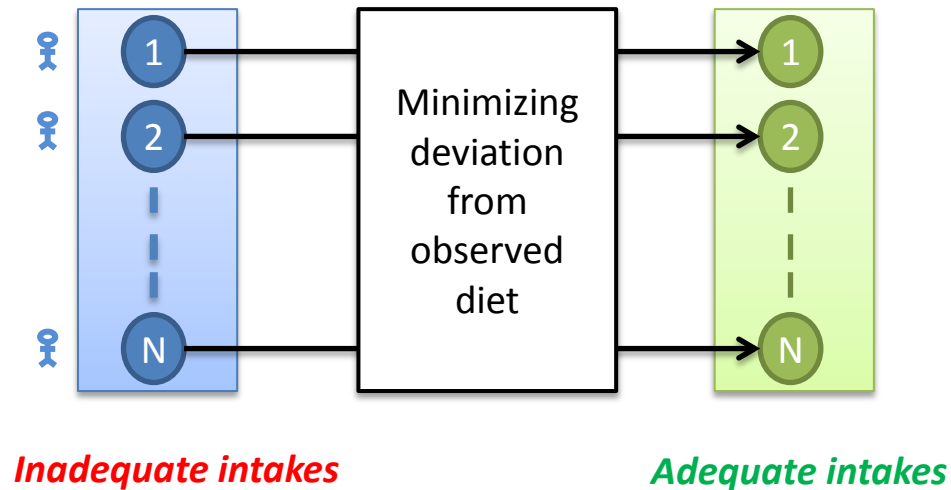 1
1
2
2
Minimizing
deviation
from
observed
diet
N
N
Inadequate intakes
Adequate intakes